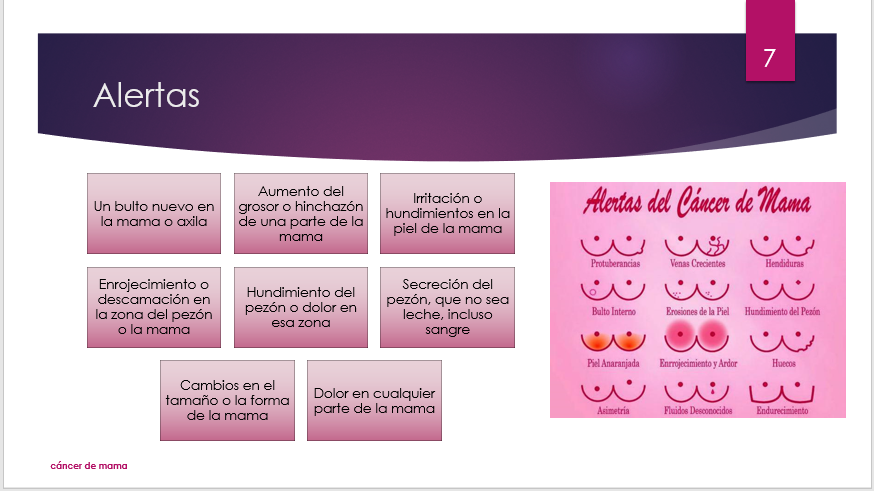 7
Alertas
Un bulto nuevo en
la mama o axila
Aumento del
grosor o hinchazón
de una parte de la
mama
Irritación o
hundimientos en la
piel de la mama
Enrojecimiento o
descamación en
la zona del pezón
o la mama
Hundimiento del
pezón o dolor en
esa zona
Secreción del
pezón, que no sea
leche, incluso
sangre
Cambios en el
tamaño o la forma
de la mama
Dolor en cualquier
parte de la mama
Alertas del Cáncer de Mama
Protuberancias
Venas Crecientes
Hendiduras
Bulto Interno
Erosiones de la Piel
Hundimiento del Pezón
Piel Anaranjada
Enrrojecimiento y Ardor
Huecos
Asimetría
Fluidos Desconocidos
Endurecimiento
cáncer de mama